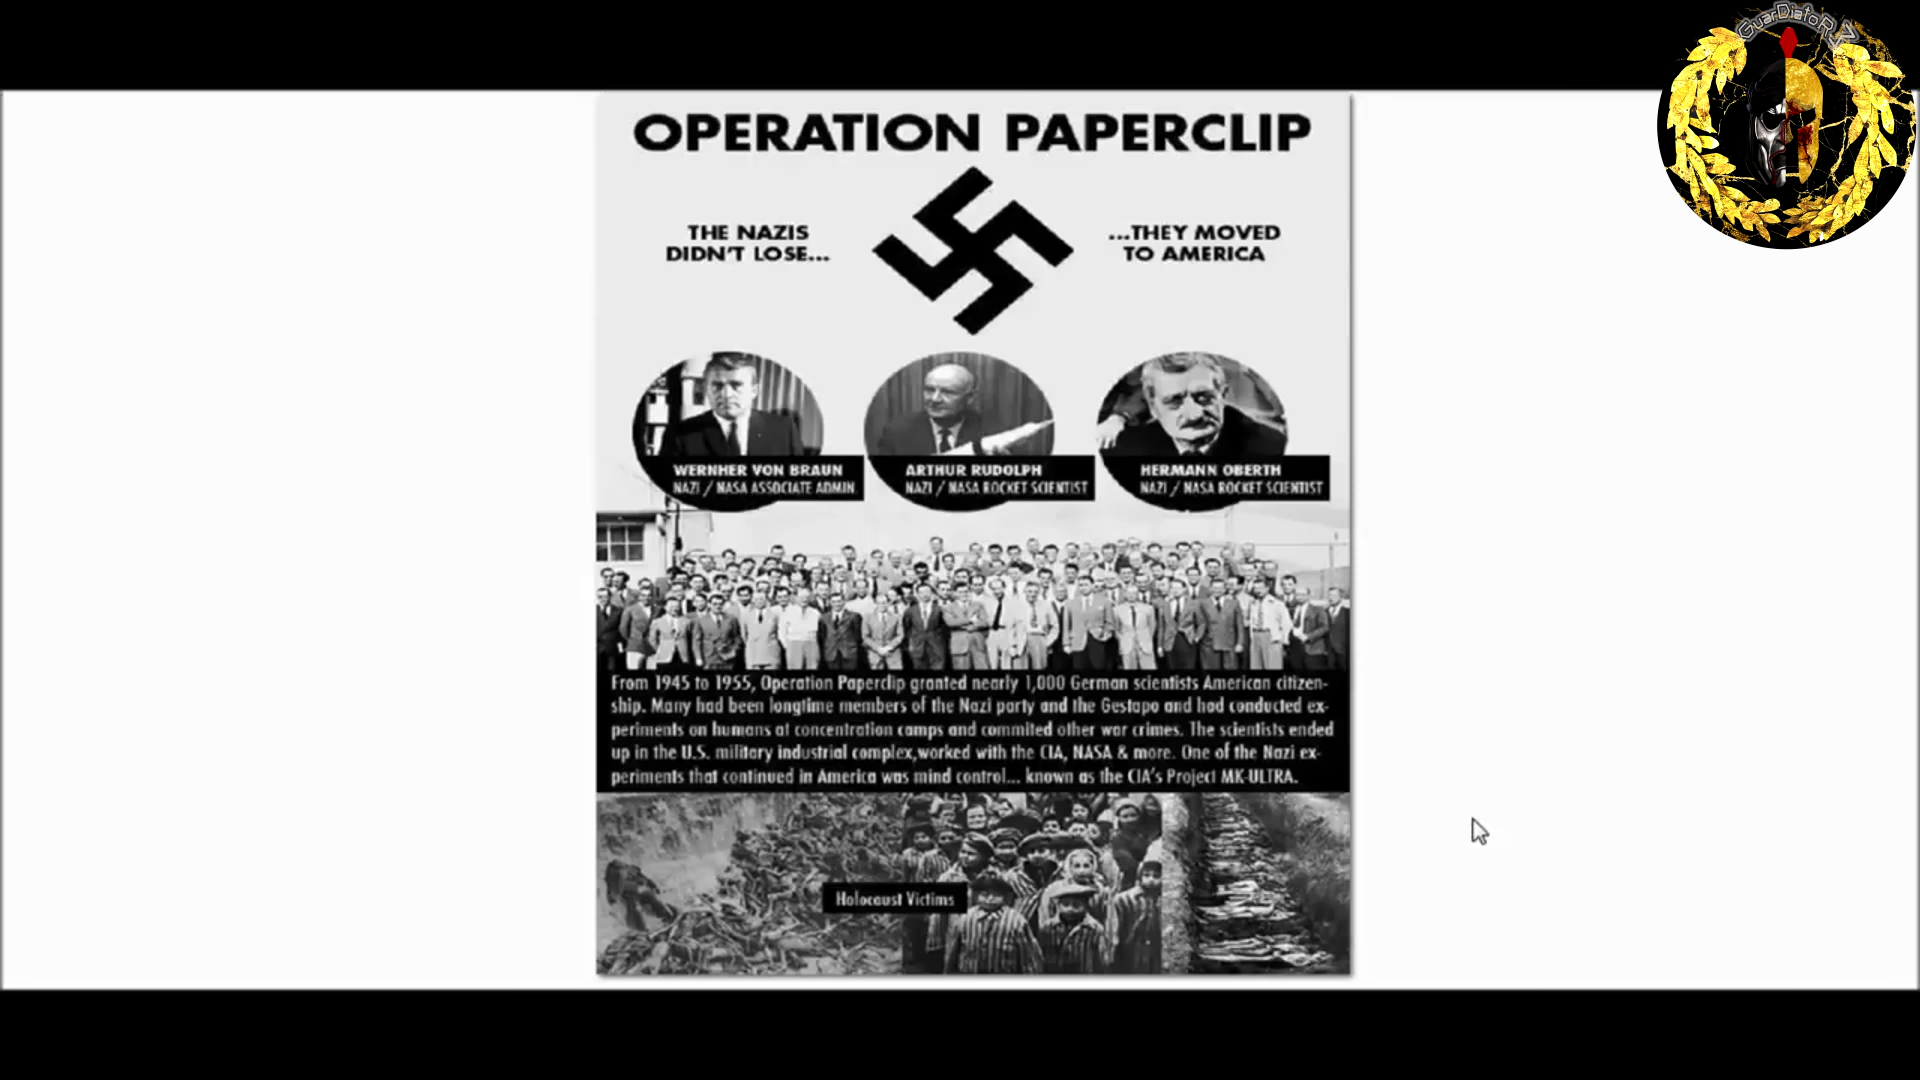 GuarDiatoRZ
OPERATION PAPERCLIP
THE NAZIS
DIDN'T LOSE...
...THEY MOVED
TO AMERICA
WERNHER VON BRAUN
NAZI / NASA ASSOCIATE ADMIN.
ARTHUR RUDOLPH
NAZI / NASA ROCKET SCIENTIST
HERMANN OBERTH
NAZI / NASA ROCKET SCIENTIST
From 1945 to 1955, Operation Paperclip granted nearly 1,000 German scientists American citizen-
ship. Many had been longtime members of the Nazi party and the Gestapo and had conducted ex-
periments on humans at concentration camps and commited other war crimes. The scientists ended
up in the U.S. military industrial complex,worked with the CIA, NASA & more. One of the Nazi ex-
periments that continued in America was mind control... known as the CIA's Project MK-ULTRA.
Holocaust Victims